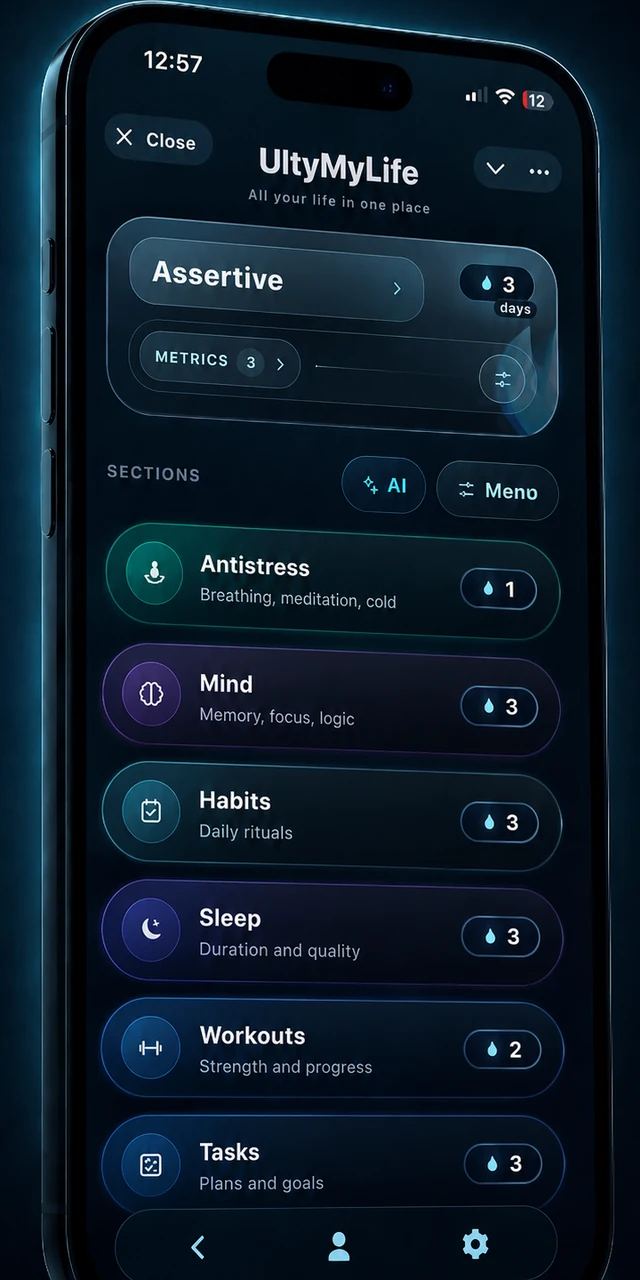 12:57
12
Close
UltyMyLife
All your life in one place
Assertive
3
days
METRICS 3
SECTIONS
AI
Menu
Antistress
Breathing, meditation, cold
1
Mind
Memory, focus, logic
3
Habits
Daily rituals
3
Sleep
Duration and quality
3
Workouts
Strength and progress
2
Tasks
Plans and goals
3